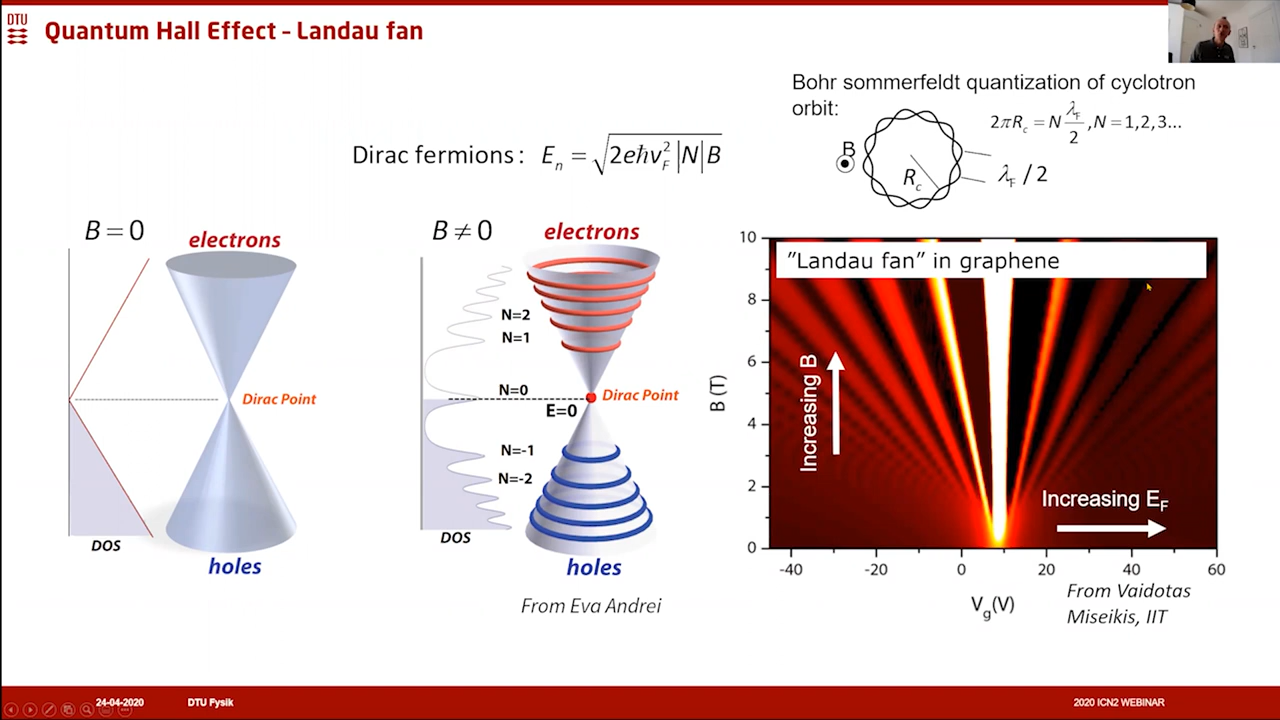 DTU
Quantum Hall Effect – Landau fan
Bohr sommerfeldt quantization of cyclotron
orbit:
2πR_c = N λ_F/2 , N = 1,2,3...
B
R_c
λ_F / 2
Dirac fermions : E_n = √(2eħv_F^2 |N| B)
B = 0
electrons
Dirac Point
DOS
holes
B ≠ 0
electrons
N=2
N=1
N=0
E=0
Dirac Point
N=-1
N=-2
DOS
holes
From Eva Andrei
"Landau fan" in graphene
10
8
6
4
2
0
B (T)
Increasing B
Increasing E_F
-40
-20
0
20
40
60
V_g(V)
From Vaidotas
Miseikis, IIT
24-04-2020
DTU Fysik
2020 ICN2 WEBINAR